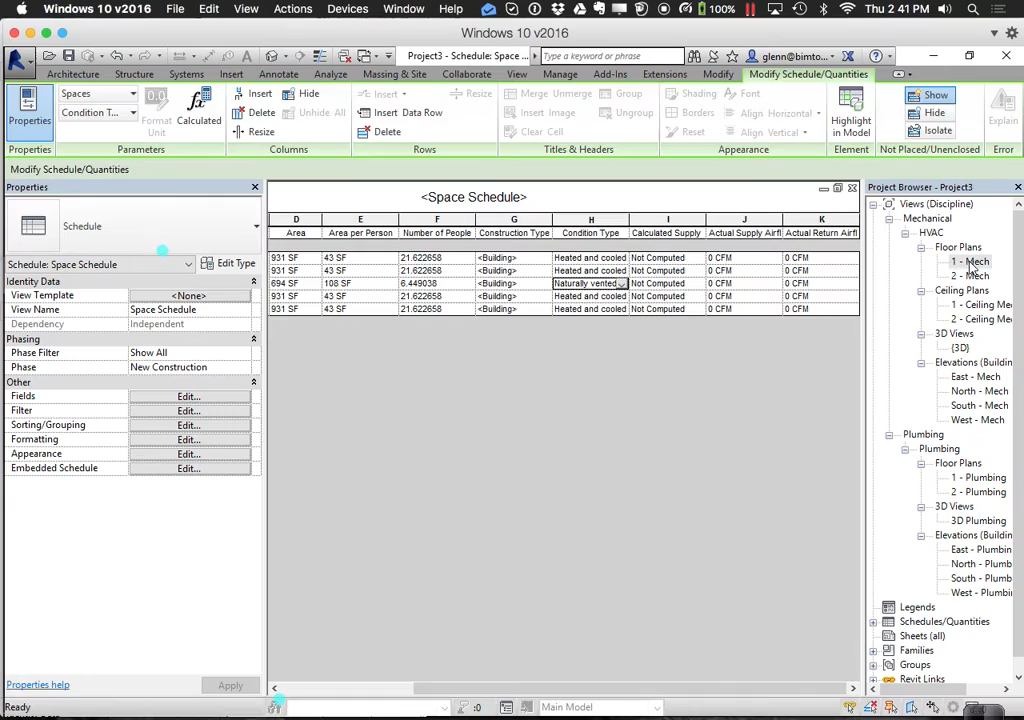 Windows 10 v2016 File Edit View Actions Devices Window Help 100% Thu 2:41 PM
Windows 10 v2016
Project3 - Schedule: Space ... Type a keyword or phrase glenn@bimto...
Architecture Structure Systems Insert Annotate Analyze Massing & Site Collaborate View Manage Add-Ins Extensions Modify Modify Schedule/Quantities
Properties
Spaces
Condition T...
Format Unit
Calculated
Insert Hide
Delete Unhide All
Resize
Insert Resize
Insert Data Row
Delete
Merge Unmerge Group
Insert Image Ungroup
Clear Cell
Shading Font
Borders Align Horizontal
Reset Align Vertical
Highlight in Model
Show
Hide
Isolate
Explain
Properties Parameters Columns Rows Titles & Headers Appearance Element Not Placed/Unenclosed Error
Modify Schedule/Quantities
Properties
Schedule
Schedule: Space Schedule Edit Type
Identity Data
View Template <None>
View Name Space Schedule
Dependency Independent
Phasing
Phase Filter Show All
Phase New Construction
Other
Fields Edit...
Filter Edit...
Sorting/Grouping Edit...
Formatting Edit...
Appearance Edit...
Embedded Schedule Edit...
Properties help Apply
<Space Schedule>
D E F G H I J K
Area Area per Person Number of People Construction Type Condition Type Calculated Supply Actual Supply Airfl Actual Return Airfl
931 SF 43 SF 21.622658 <Building> Heated and cooled Not Computed 0 CFM 0 CFM
931 SF 43 SF 21.622658 <Building> Heated and cooled Not Computed 0 CFM 0 CFM
694 SF 108 SF 6.449038 <Building> Naturally vented Not Computed 0 CFM 0 CFM
931 SF 43 SF 21.622658 <Building> Heated and cooled Not Computed 0 CFM 0 CFM
931 SF 43 SF 21.622658 <Building> Heated and cooled Not Computed 0 CFM 0 CFM
Project Browser - Project3
Views (Discipline)
Mechanical
HVAC
Floor Plans
1 - Mech
2 - Mech
Ceiling Plans
1 - Ceiling Me
2 - Ceiling Me
3D Views
{3D}
Elevations (Buildin
East - Mech
North - Mech
South - Mech
West - Mech
Plumbing
Plumbing
Floor Plans
1 - Plumbing
2 - Plumbing
3D Views
3D Plumbing
Elevations (Buildin
East - Plumbin
North - Plumb
South - Plumb
West - Plumbi
Legends
Schedules/Quantities
Sheets (all)
Families
Groups
Revit Links
Ready :0 Main Model